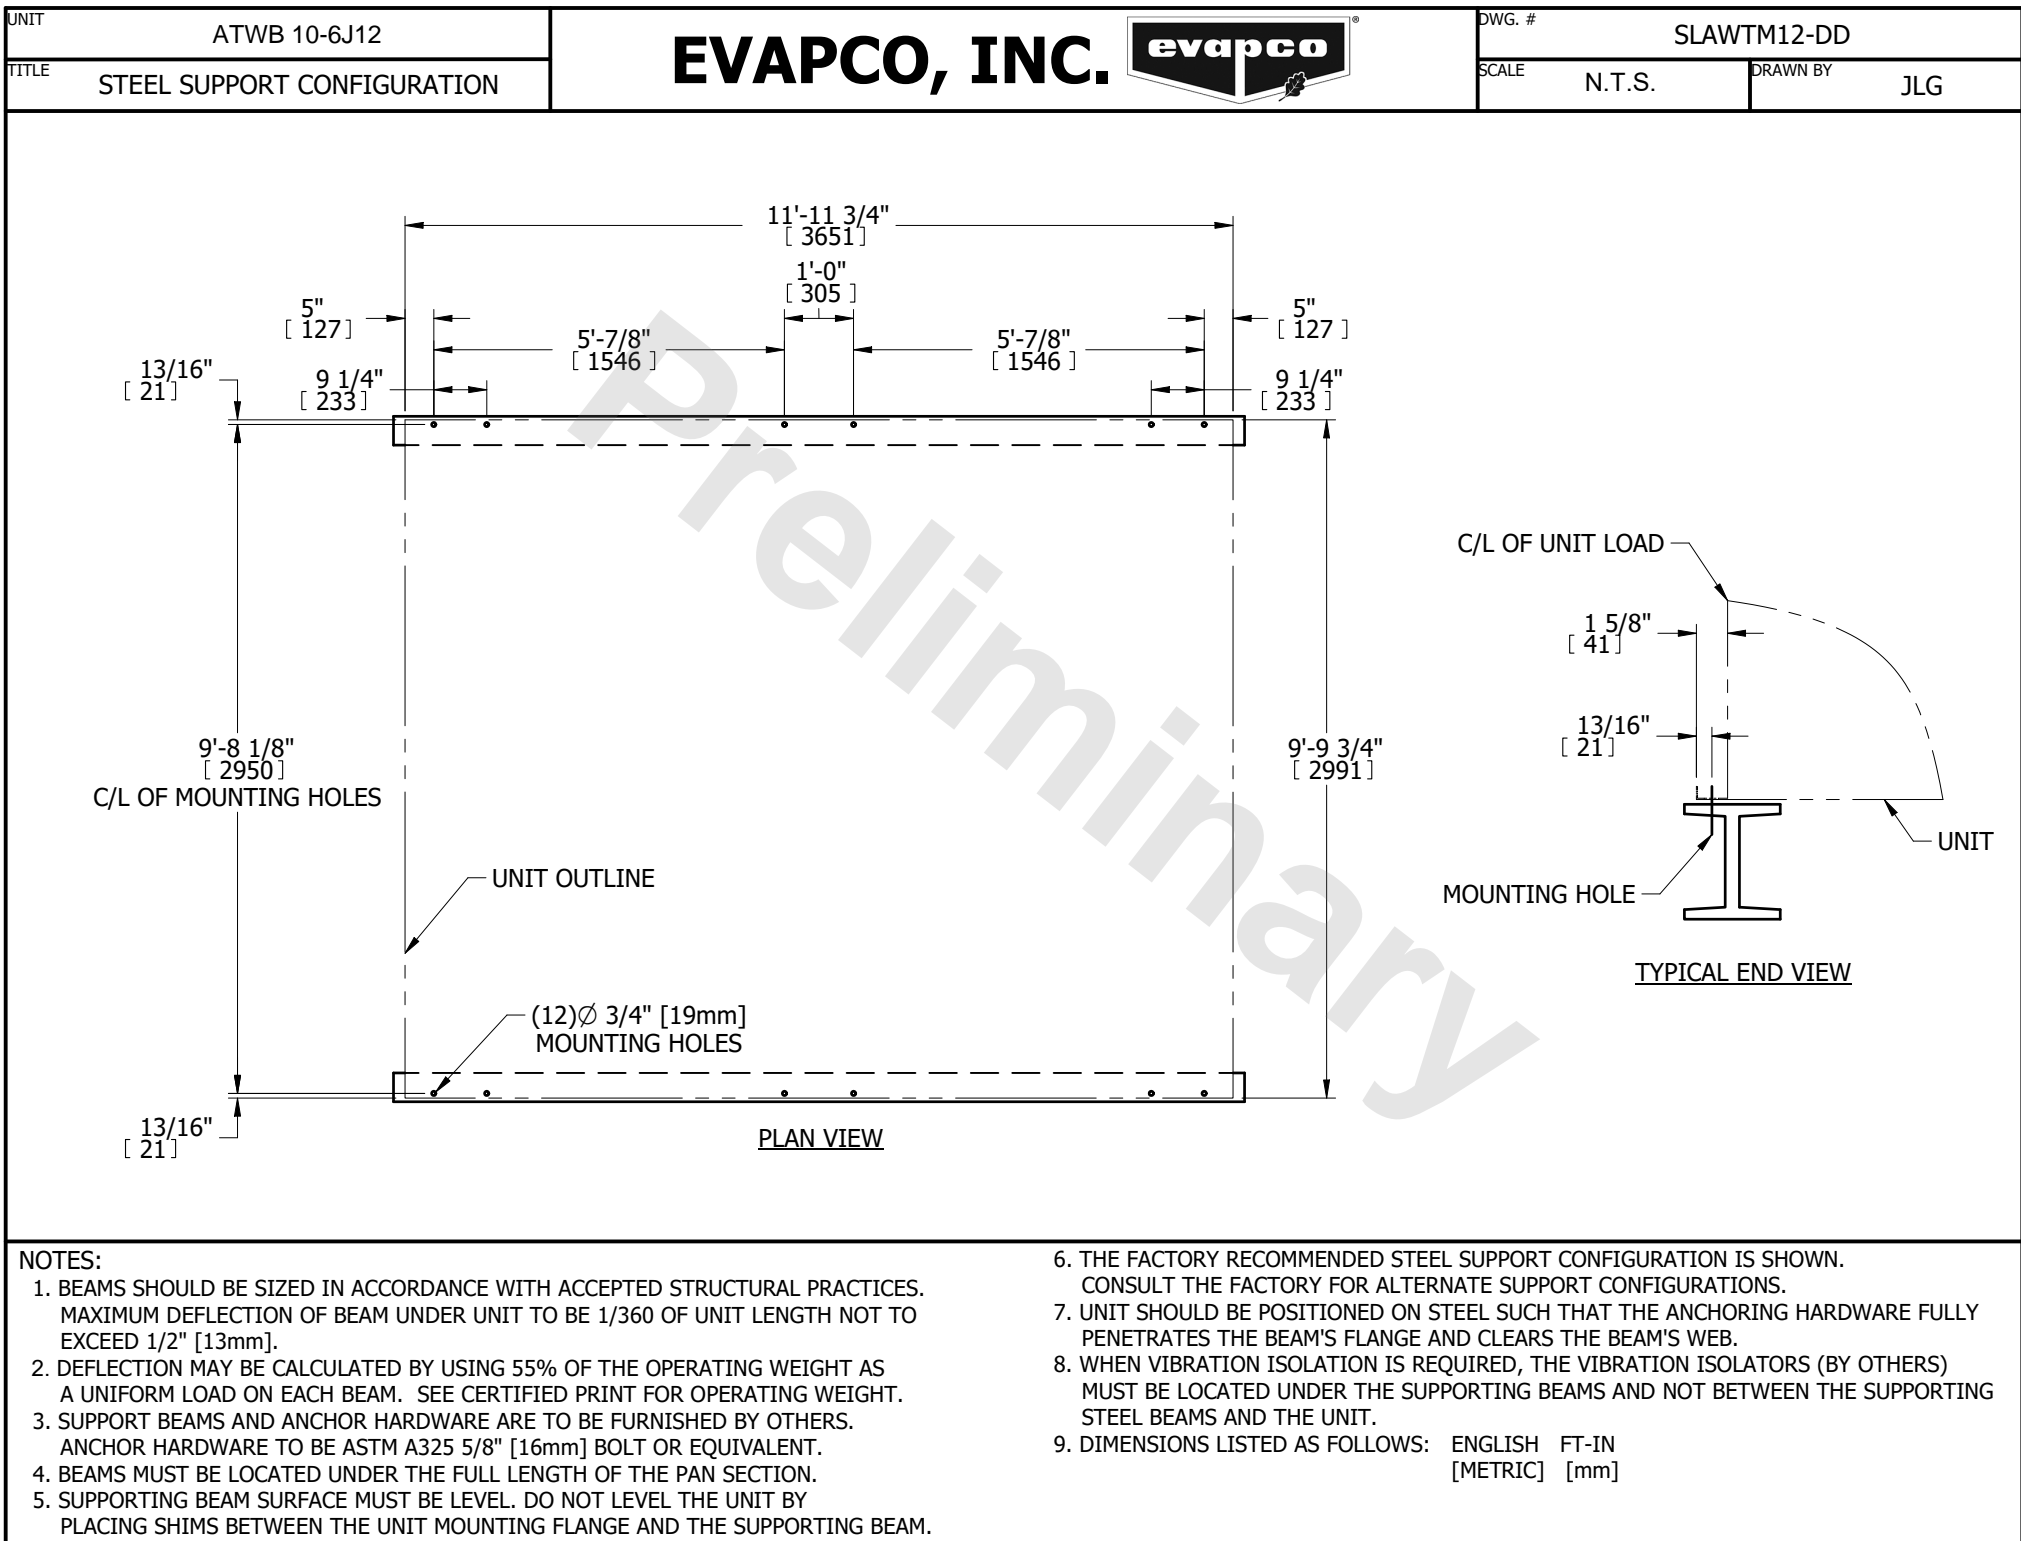 UNIT
ATWB 10-6J12
TITLE
STEEL SUPPORT CONFIGURATION
EVAPCO, INC.
evapco
®
DWG. #
SLAWTM12-DD
SCALE
N.T.S.
DRAWN BY
JLG
11'-11 3/4"
[ 3651 ]
1'-0"
[ 305 ]
5"
[ 127 ]
5'-7/8"
[ 1546 ]
5'-7/8"
[ 1546 ]
5"
[ 127 ]
13/16"
[ 21 ]
9 1/4"
[ 233 ]
9 1/4"
[ 233 ]
Preliminary
C/L OF UNIT LOAD
1 5/8"
[ 41 ]
13/16"
[ 21 ]
9'-8 1/8"
[ 2950 ]
C/L OF MOUNTING HOLES
9'-9 3/4"
[ 2991 ]
UNIT
MOUNTING HOLE
TYPICAL END VIEW
UNIT OUTLINE
(12)∅ 3/4" [19mm]
MOUNTING HOLES
13/16"
[ 21 ]
PLAN VIEW
NOTES:
1. BEAMS SHOULD BE SIZED IN ACCORDANCE WITH ACCEPTED STRUCTURAL PRACTICES.
MAXIMUM DEFLECTION OF BEAM UNDER UNIT TO BE 1/360 OF UNIT LENGTH NOT TO
EXCEED 1/2" [13mm].
2. DEFLECTION MAY BE CALCULATED BY USING 55% OF THE OPERATING WEIGHT AS
A UNIFORM LOAD ON EACH BEAM. SEE CERTIFIED PRINT FOR OPERATING WEIGHT.
3. SUPPORT BEAMS AND ANCHOR HARDWARE ARE TO BE FURNISHED BY OTHERS.
ANCHOR HARDWARE TO BE ASTM A325 5/8" [16mm] BOLT OR EQUIVALENT.
4. BEAMS MUST BE LOCATED UNDER THE FULL LENGTH OF THE PAN SECTION.
5. SUPPORTING BEAM SURFACE MUST BE LEVEL. DO NOT LEVEL THE UNIT BY
PLACING SHIMS BETWEEN THE UNIT MOUNTING FLANGE AND THE SUPPORTING BEAM.
6. THE FACTORY RECOMMENDED STEEL SUPPORT CONFIGURATION IS SHOWN.
CONSULT THE FACTORY FOR ALTERNATE SUPPORT CONFIGURATIONS.
7. UNIT SHOULD BE POSITIONED ON STEEL SUCH THAT THE ANCHORING HARDWARE FULLY
PENETRATES THE BEAM'S FLANGE AND CLEARS THE BEAM'S WEB.
8. WHEN VIBRATION ISOLATION IS REQUIRED, THE VIBRATION ISOLATORS (BY OTHERS)
MUST BE LOCATED UNDER THE SUPPORTING BEAMS AND NOT BETWEEN THE SUPPORTING
STEEL BEAMS AND THE UNIT.
9. DIMENSIONS LISTED AS FOLLOWS: ENGLISH FT-IN
[METRIC] [mm]